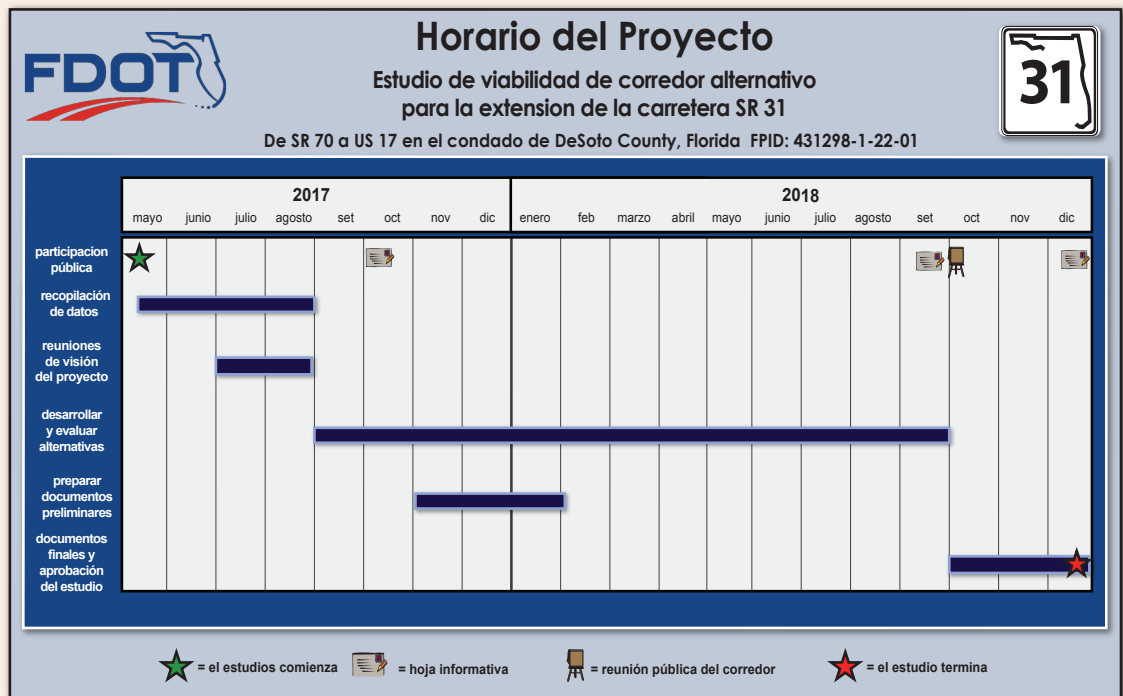 FDOT
Horario del Proyecto
Estudio de viabilidad de corredor alternativo
para la extension de la carretera SR 31
De SR 70 a US 17 en el condado de DeSoto County, Florida FPID: 431298-1-22-01
31
2017
2018
mayo junio julio agosto set oct nov dic enero feb marzo abril mayo junio julio agosto set oct nov dic
participacion
pública
recopilación
de datos
reuniones
de visión
del proyecto
desarrollar
y evaluar
alternativas
preparar
documentos
preliminares
documentos
finales y
aprobación
del estudio
= el estudios comienza
= hoja informativa
= reunión pública del corredor
= el estudio termina